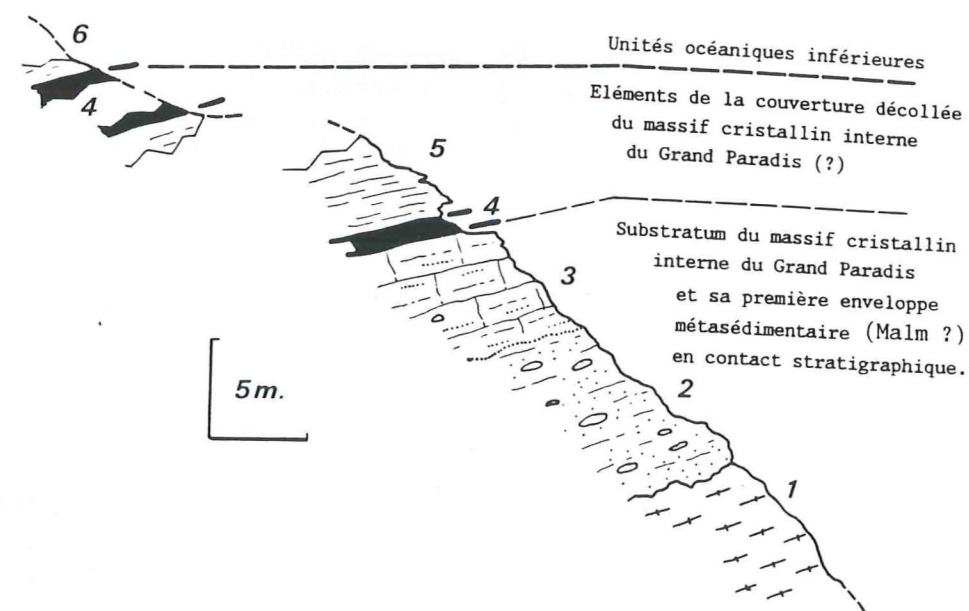 6
Unités océaniques inférieures
4
Eléments de la couverture décollée
du massif cristallin interne
du Grand Paradis (?)
5
4
Substratum du massif cristallin
interne du Grand Paradis
et sa première enveloppe
métasédimentaire (Malm ?)
en contact stratigraphique.
3
5m.
2
1